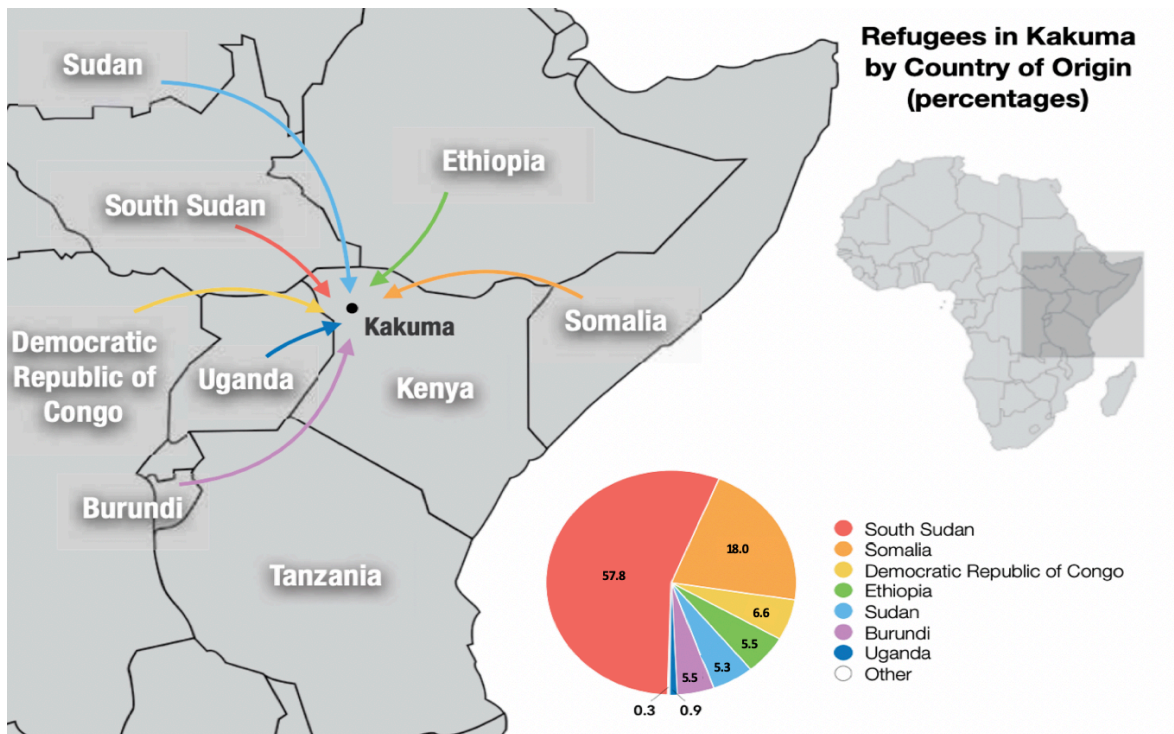 Refugees in Kakuma
by Country of Origin
(percentages)
Sudan
Ethiopia
South Sudan
Somalia
Kakuma
Democratic
Republic of
Congo
Uganda
Kenya
Burundi
Tanzania
57.8
18.0
6.6
5.5
5.3
5.5
0.3
0.9
South Sudan
Somalia
Democratic Republic of Congo
Ethiopia
Sudan
Burundi
Uganda
Other